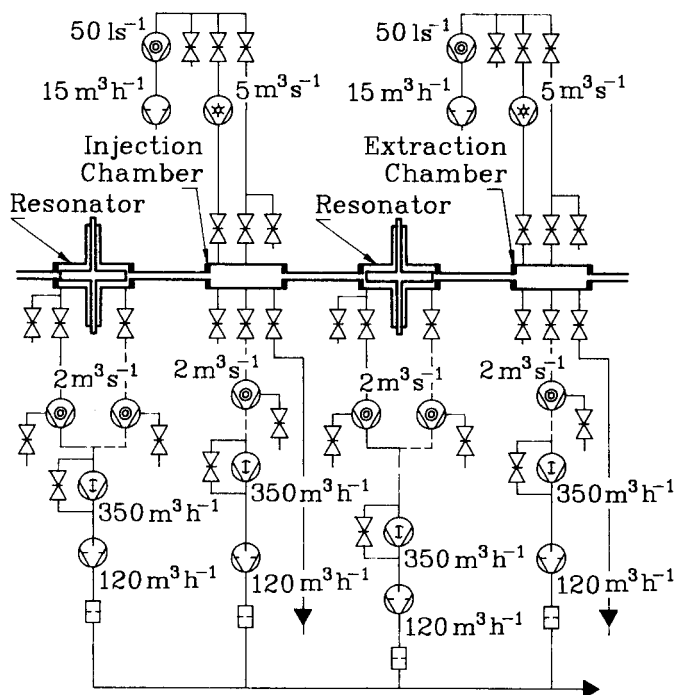 50 ls⁻¹
50 ls⁻¹
15 m³h⁻¹
5 m³s⁻¹
15 m³h⁻¹
5 m³s⁻¹
Injection
Chamber
Extraction
Chamber
Resonator
Resonator
2 m³s⁻¹
2 m³s⁻¹
2 m³s⁻¹
2 m³s⁻¹
350 m³h⁻¹
350 m³h⁻¹
350 m³h⁻¹
350 m³h⁻¹
120 m³h⁻¹
120 m³h⁻¹
120 m³h⁻¹
120 m³h⁻¹